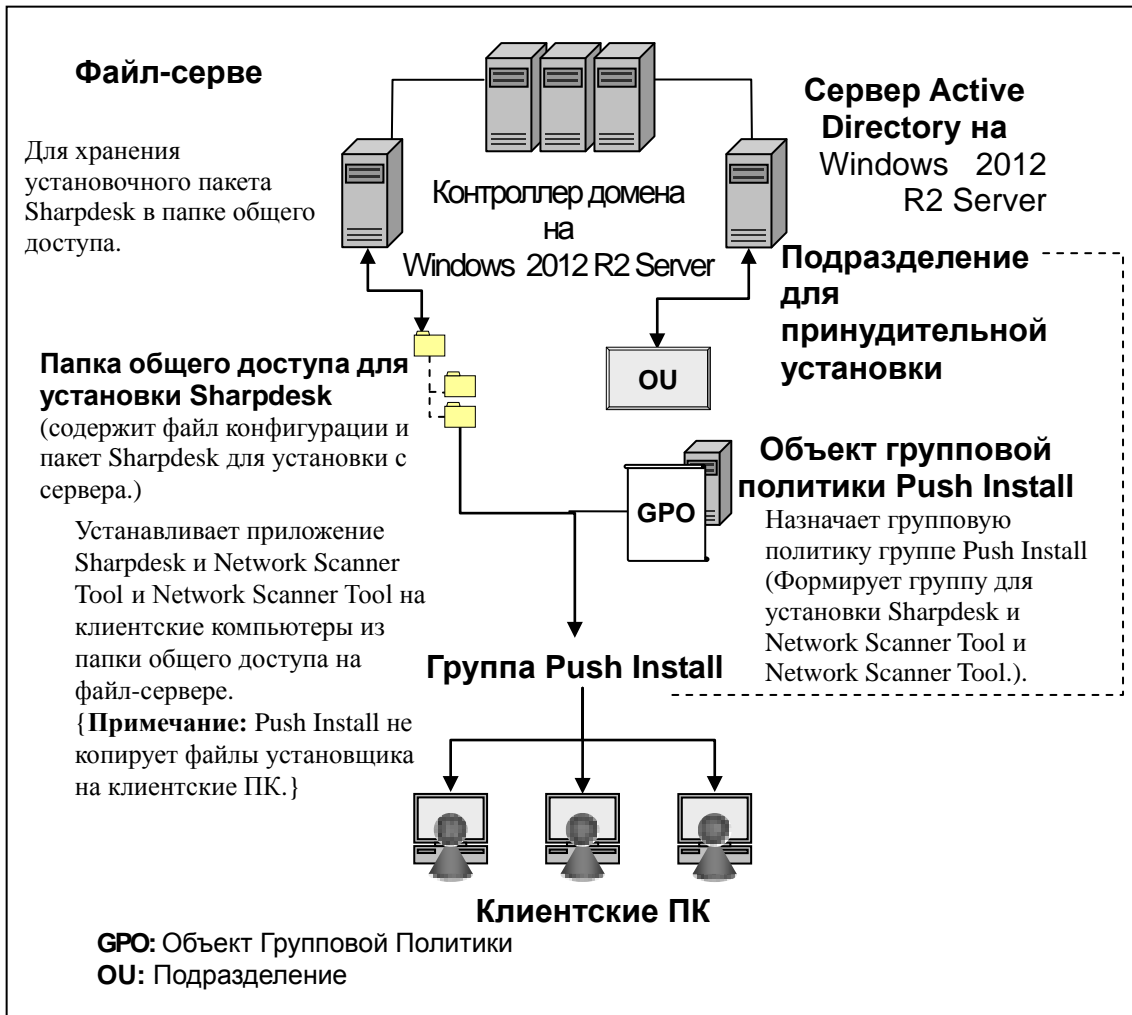 Файл-серве
Для хранения
установочного пакета
Sharpdesk в папке общего
доступа.
Контроллер домена
на
Windows 2012 R2 Server
Сервер Active
Directory на
Windows 2012
R2 Server
Подразделение
для
принудительной
установки
OU
Папка общего доступа для
установки Sharpdesk
(содержит файл конфигурации и
пакет Sharpdesk для установки с
сервера.)
Устанавливает приложение
Sharpdesk и Network Scanner
Tool и Network Scanner Tool на
клиентские компьютеры из
папки общего доступа на
файл-сервере.
{Примечание: Push Install не
копирует файлы установщика
на клиентские ПК.}
GPO
Объект групповой
политики Push Install
Назначает групповую
политику группе Push Install
(Формирует группу для
установки Sharpdesk и
Network Scanner Tool и
Network Scanner Tool.).
Группа Push Install
Клиентские ПК
GPO: Объект Групповой Политики
OU: Подразделение